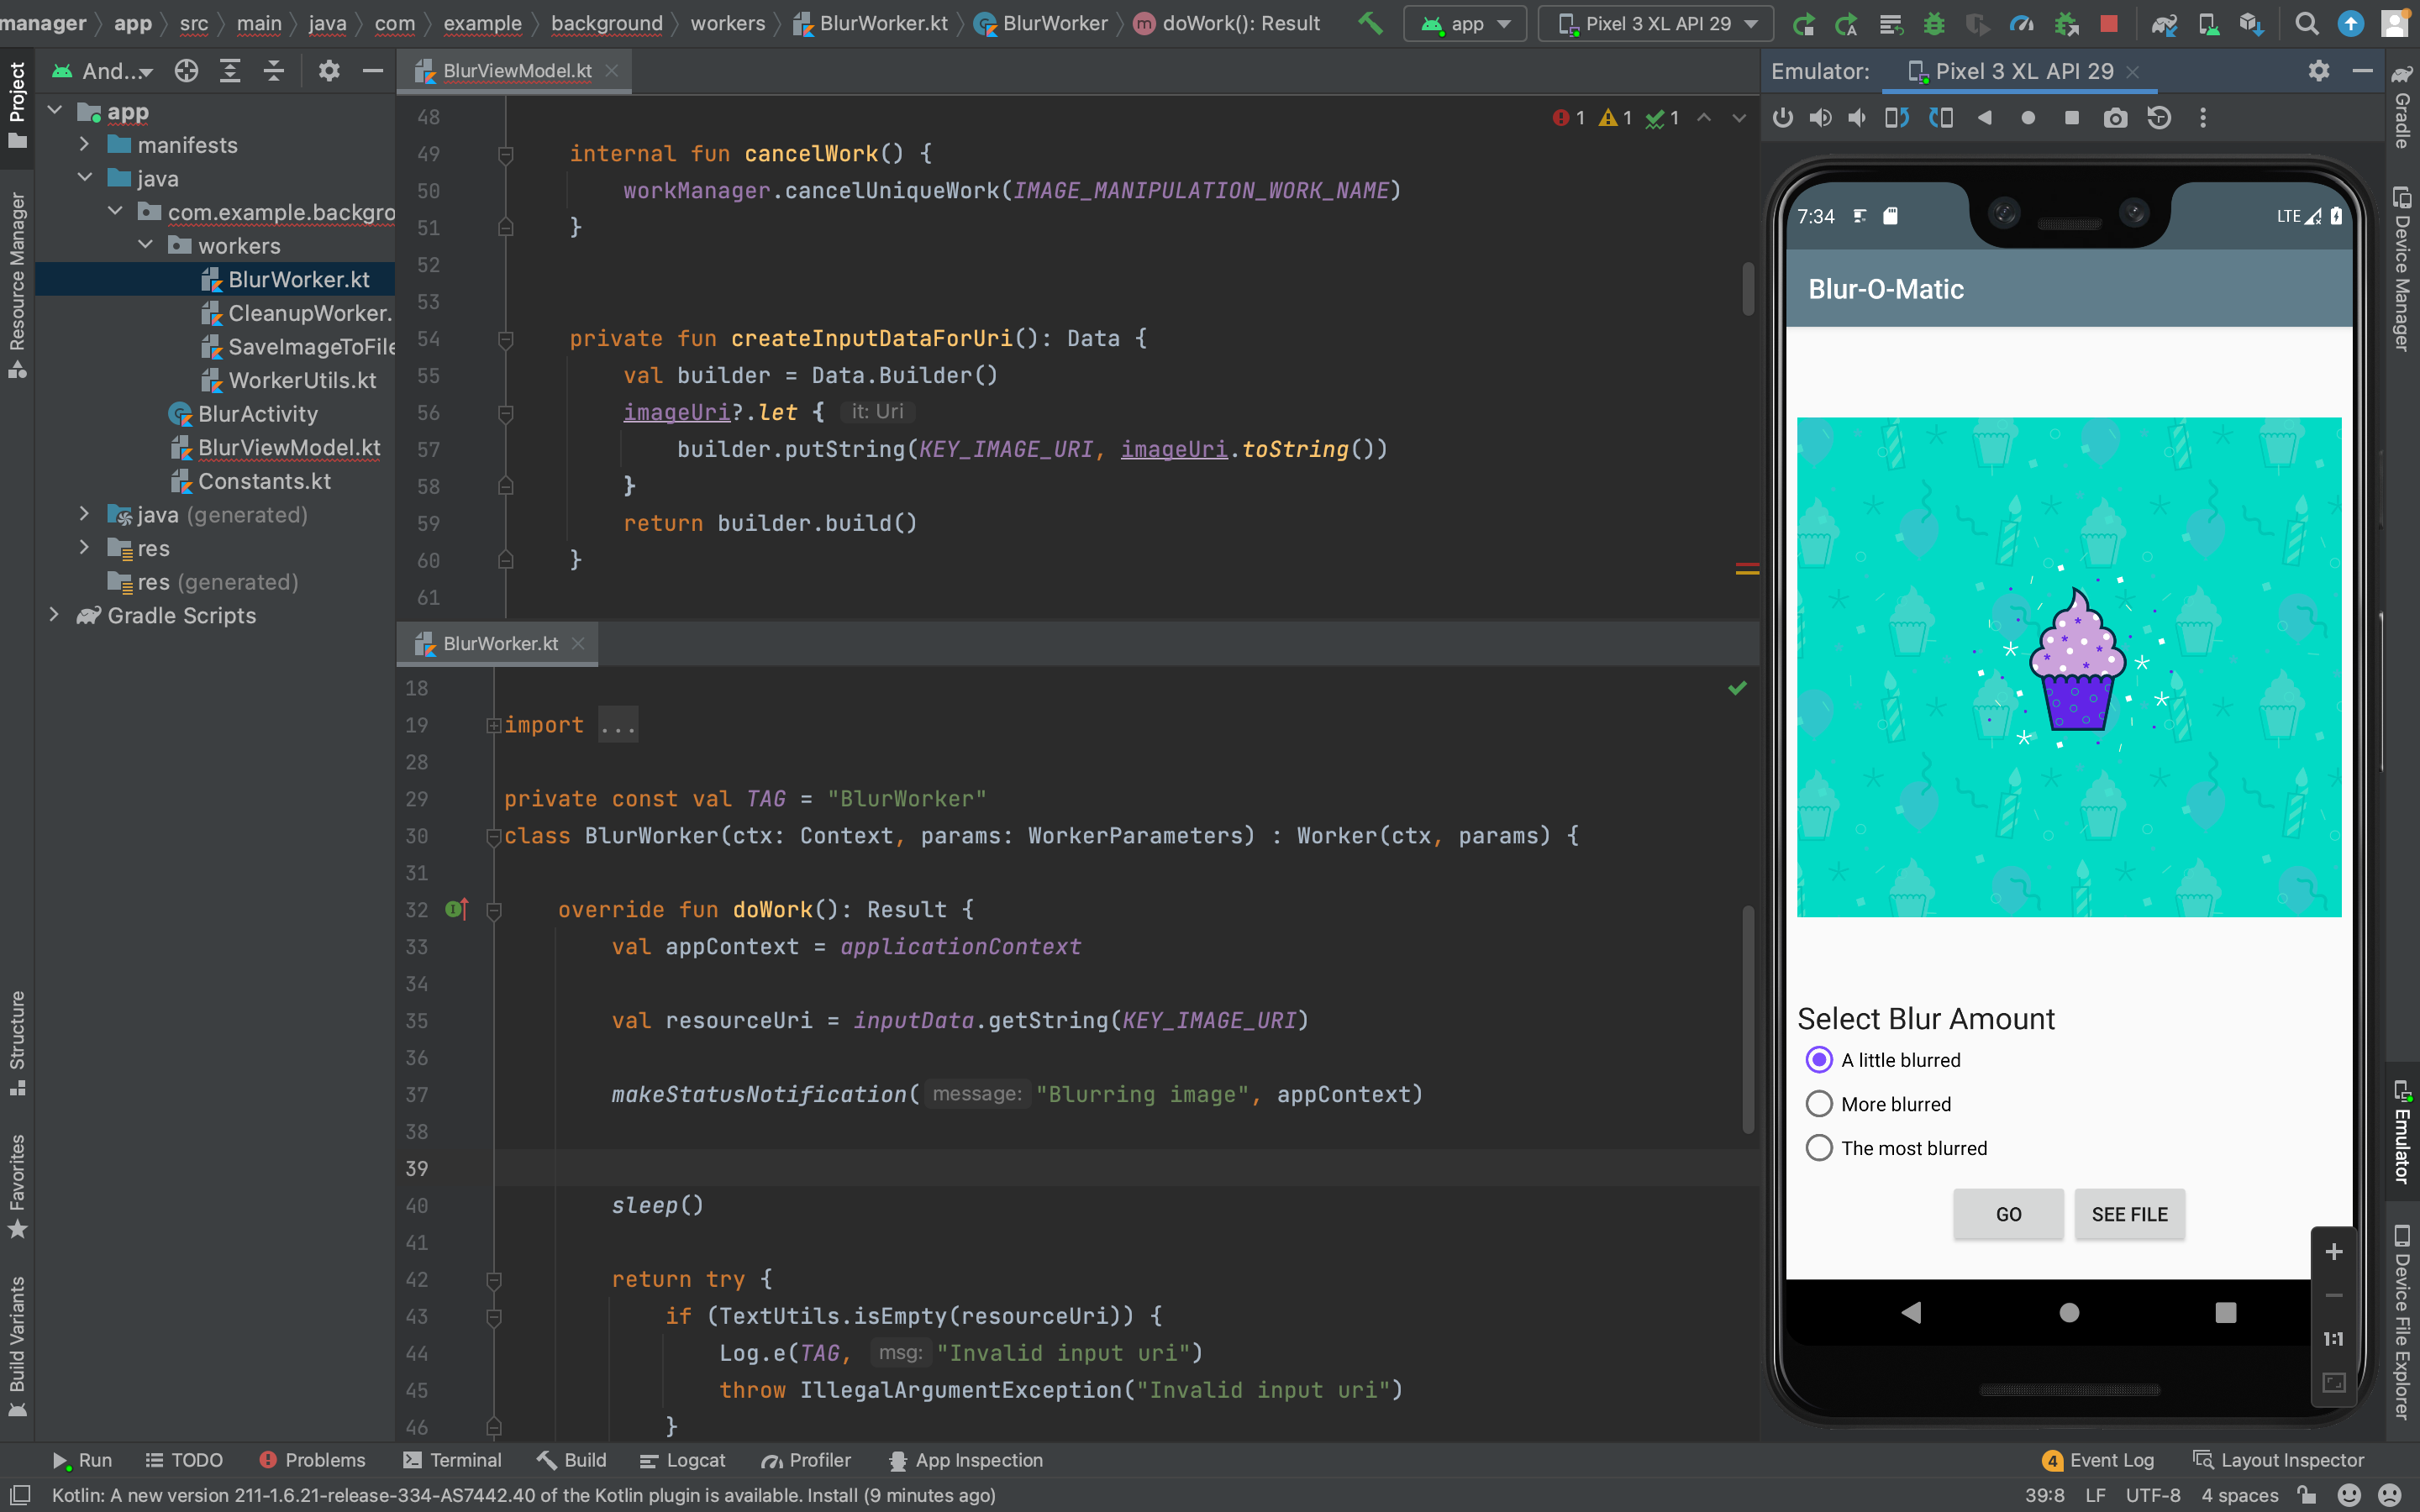 manager app src main java com example background workers BlurWorker.kt BlurWorker doWork(): Result app Pixel 3 XL API 29
Project
And...
BlurViewModel.kt
Emulator: Pixel 3 XL API 29
Gradle
Device Manager
Resource Manager
app
manifests
java
com.example.backgro
workers
BlurWorker.kt
CleanupWorker.
SaveImageToFile
WorkerUtils.kt
BlurActivity
BlurViewModel.kt
Constants.kt
java (generated)
res
res (generated)
Gradle Scripts
1 1 1
48
49 internal fun cancelWork() {
50 workManager.cancelUniqueWork(IMAGE_MANIPULATION_WORK_NAME)
51 }
52
53
54 private fun createInputDataForUri(): Data {
55 val builder = Data.Builder()
56 imageUri?.let { it: Uri
57 builder.putString(KEY_IMAGE_URI, imageUri.toString())
58 }
59 return builder.build()
60 }
61
BlurWorker.kt
18
19 import ...
28
29 private const val TAG = "BlurWorker"
30 class BlurWorker(ctx: Context, params: WorkerParameters) : Worker(ctx, params) {
31
32 override fun doWork(): Result {
33 val appContext = applicationContext
34
35 val resourceUri = inputData.getString(KEY_IMAGE_URI)
36
37 makeStatusNotification( message: "Blurring image", appContext)
38
39
40 sleep()
41
42 return try {
43 if (TextUtils.isEmpty(resourceUri)) {
44 Log.e(TAG, msg: "Invalid input uri")
45 throw IllegalArgumentException("Invalid input uri")
46 }
7:34 LTE
Blur-O-Matic
Select Blur Amount
A little blurred
More blurred
The most blurred
GO SEE FILE
1:1
Structure
Favorites
Build Variants
Emulator
Device File Explorer
Run TODO Problems Terminal Build Logcat Profiler App Inspection 4 Event Log Layout Inspector
Kotlin: A new version 211-1.6.21-release-334-AS7442.40 of the Kotlin plugin is available. Install (9 minutes ago) 39:8 LF UTF-8 4 spaces